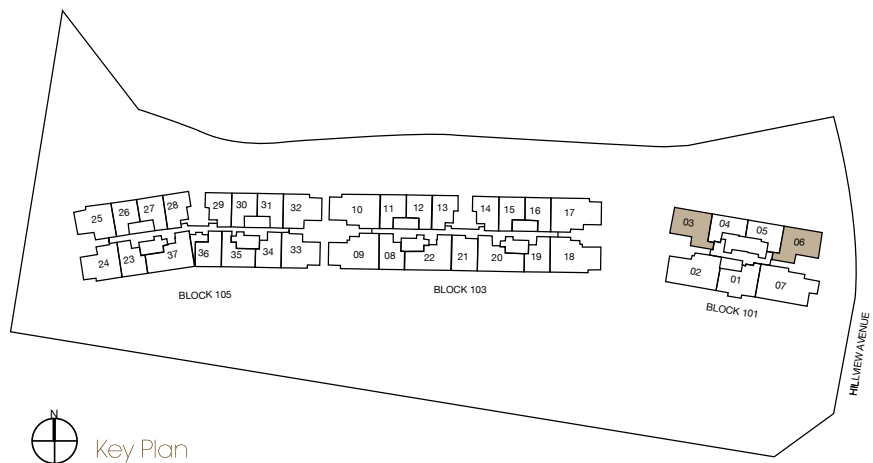 25 26 27 28 29 30 31 32 10 11 12 13 14 15 16 17 03 04 05 06
24 23 37 36 35 34 33 09 08 22 21 20 19 18 02 01 07
BLOCK 105
BLOCK 103
BLOCK 101
HILLVIEW AVENUE
N
Key Plan